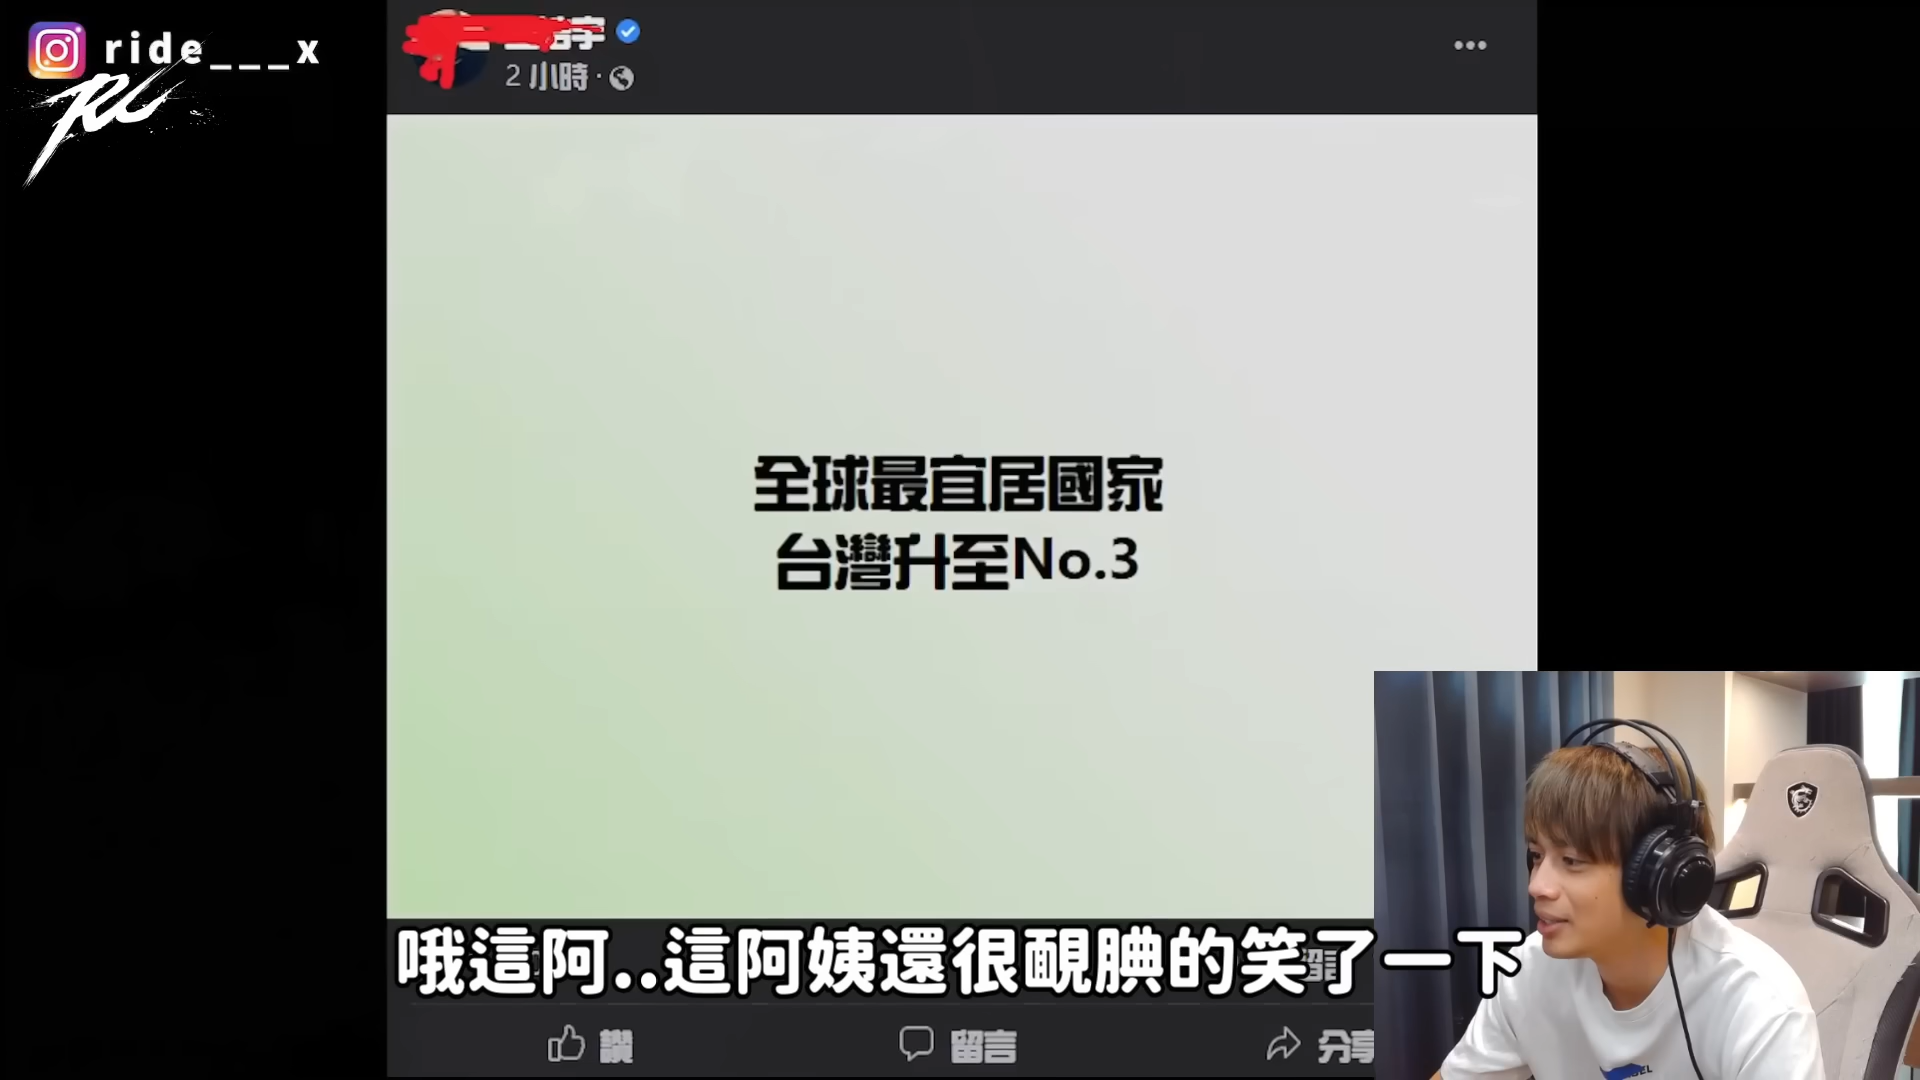 ride___x
宇
2 小時
全球最宜居國家
台灣升至No.3
哦這阿..這阿姨還很靦腆的笑了一下
讚
留言
分享